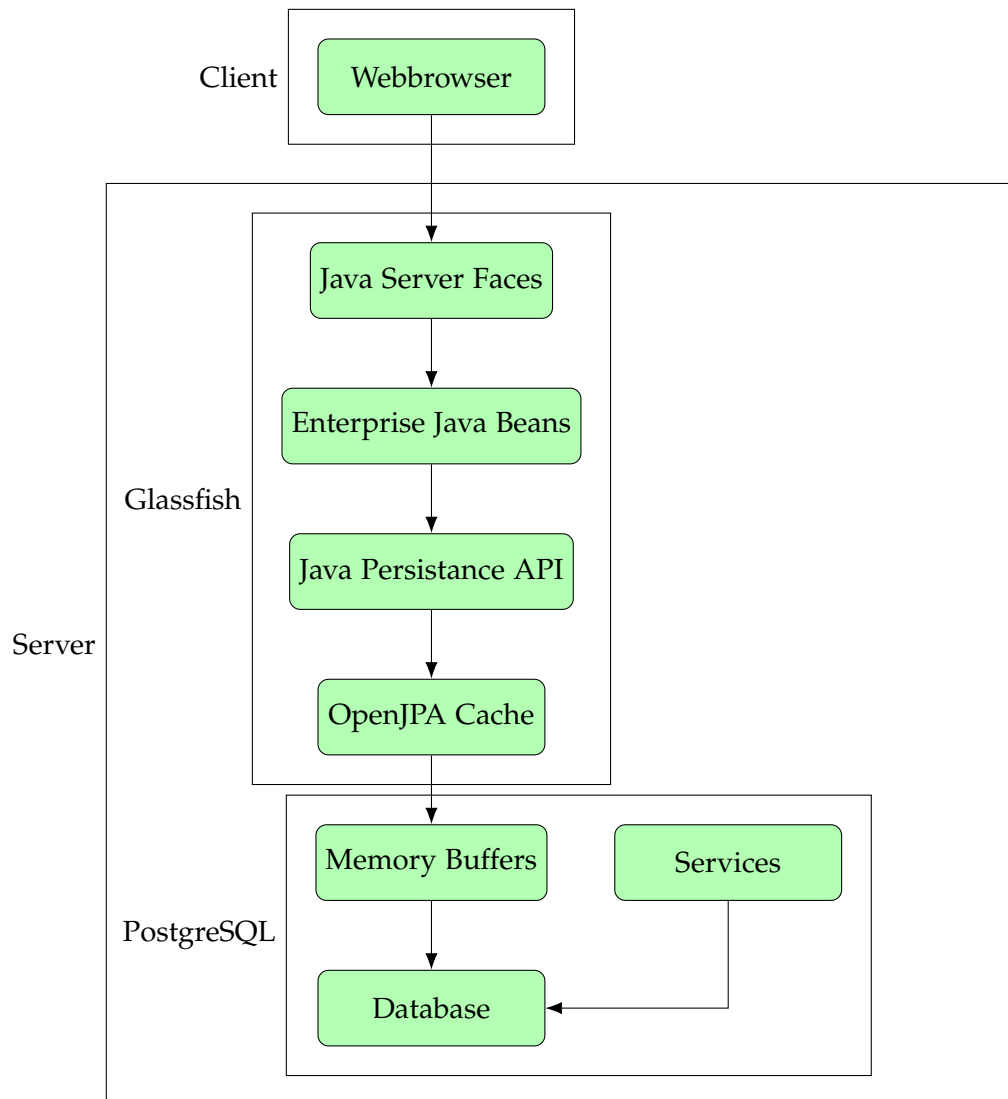 Client
Webbrowser
Java Server Faces
Enterprise Java Beans
Glassfish
Java Persistance API
Server
OpenJPA Cache
Memory Buffers
Services
PostgreSQL
Database